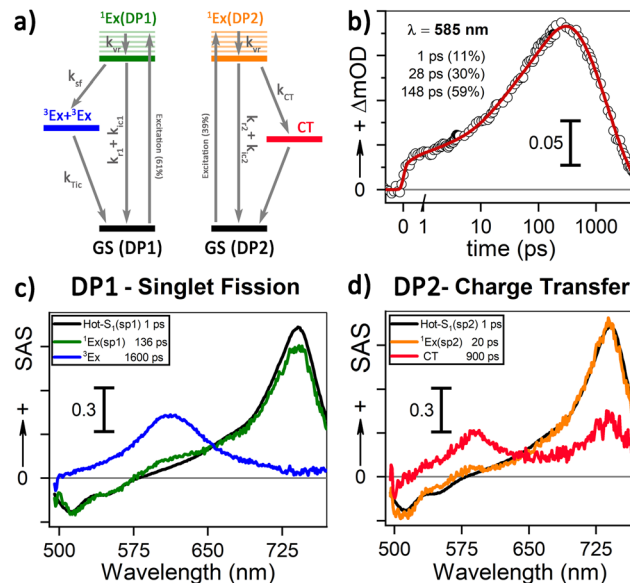 a)
¹Ex(DP1)
¹Ex(DP2)
k_vr
k_vr
k_sf
³Ex+³Ex
k_Tic
k_r1 + k_ic1
Excitation (61%)
GS (DP1)
Excitation (39%)
k_r2 + k_ic2
k_CT
CT
GS (DP2)
b)
λ = 585 nm
1 ps (11%)
28 ps (30%)
148 ps (59%)
0.05
+ ΔmOD
0
0 1 10 100 1000
time (ps)
c) DP1 - Singlet Fission
Hot-S₁(sp1) 1 ps
¹Ex(sp1) 136 ps
³Ex 1600 ps
0.3
+ SAS
0
500 575 650 725
Wavelength (nm)
d) DP2- Charge Transfer
Hot-S₁(sp2) 1 ps
¹Ex(sp2) 20 ps
CT 900 ps
0.3
+ SAS
0
500 575 650 725
Wavelength (nm)